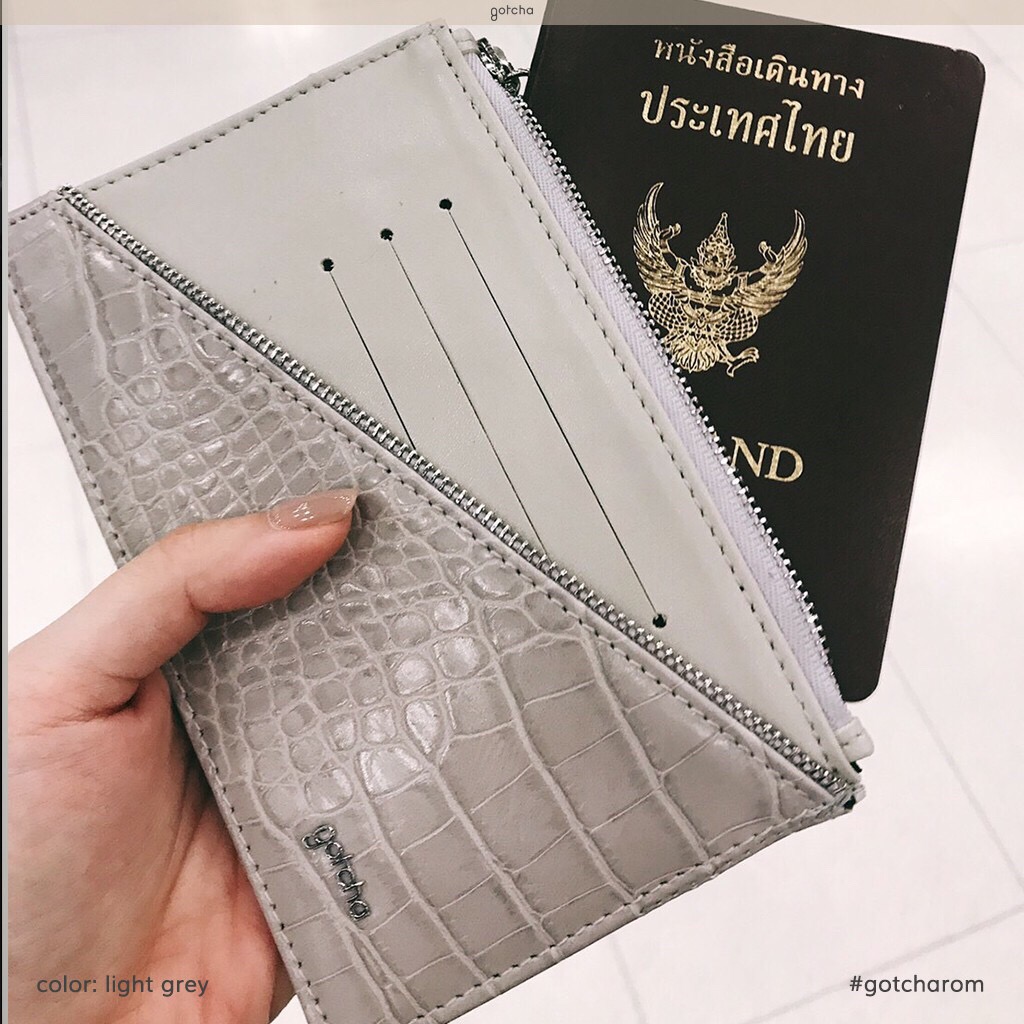 gotcha
หนังสือเดินทาง
ประเทศไทย
ND
gotcha
color: light grey
#gotcharom